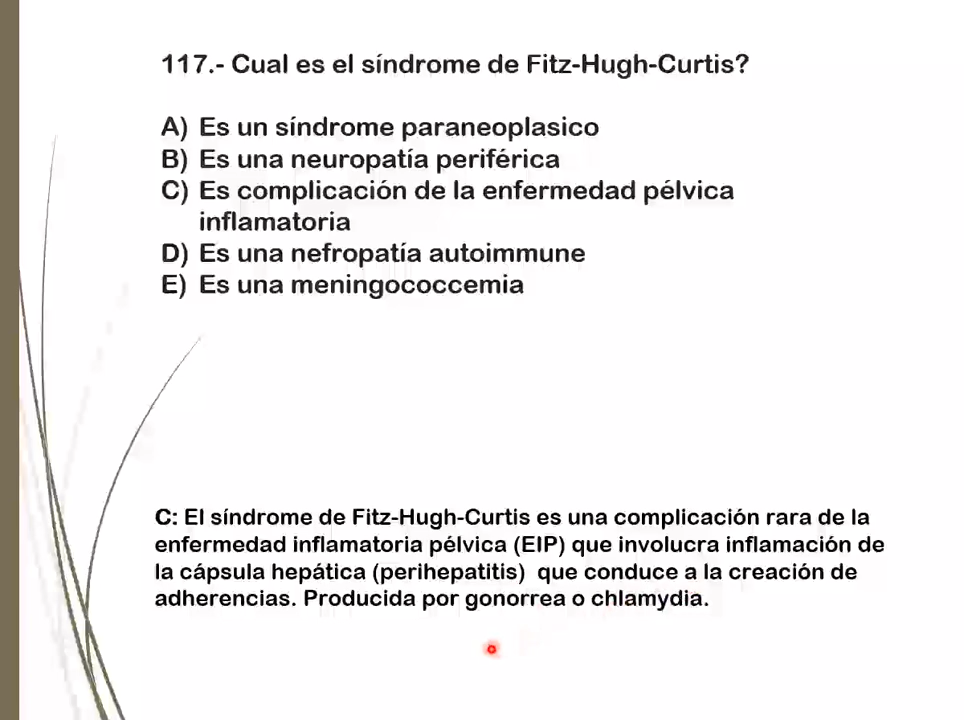 117.- Cual es el síndrome de Fitz-Hugh-Curtis?
A) Es un síndrome paraneoplasico
B) Es una neuropatía periférica
C) Es complicación de la enfermedad pélvica
inflamatoria
D) Es una nefropatía autoimmune
E) Es una meningococcemia
C: El síndrome de Fitz-Hugh-Curtis es una complicación rara de la
enfermedad inflamatoria pélvica (EIP) que involucra inflamación de
la cápsula hepática (perihepatitis) que conduce a la creación de
adherencias. Producida por gonorrea o chlamydia.